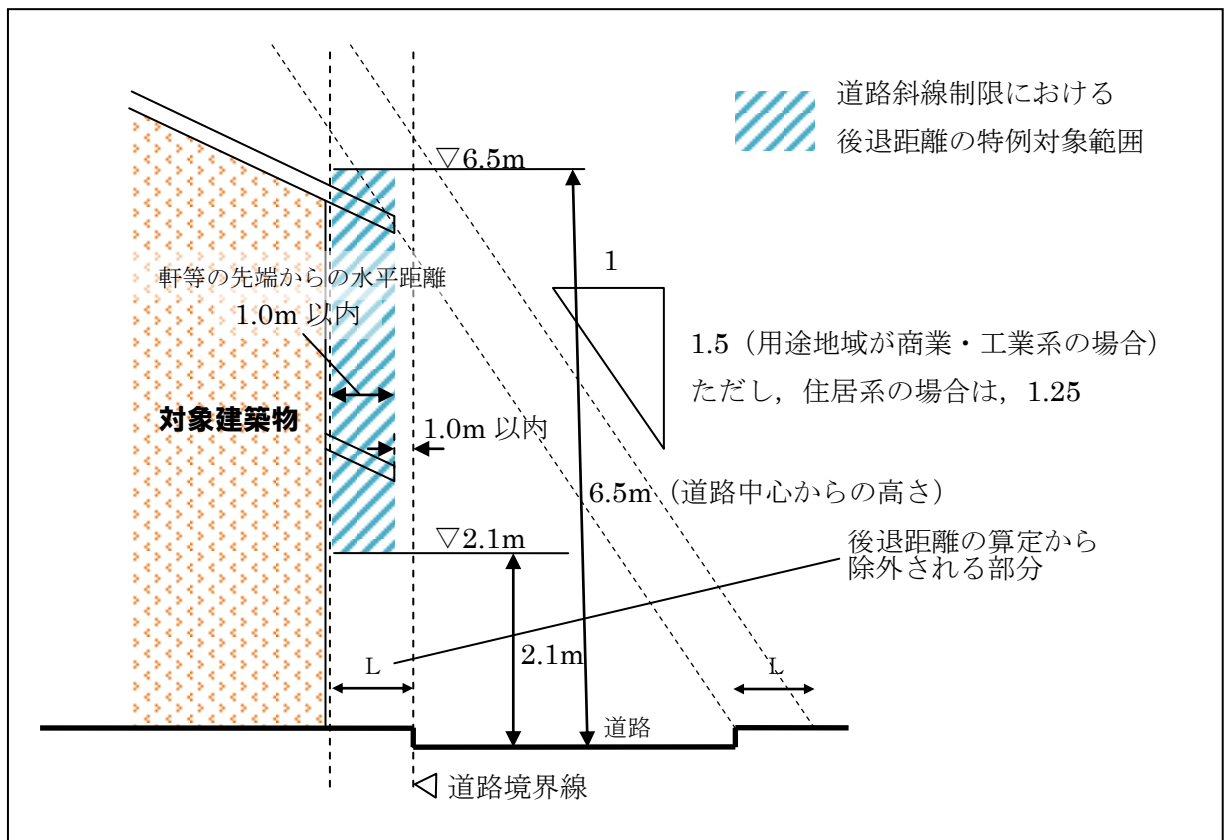 道路斜線制限における
後退距離の特例対象範囲
▽6.5m
1
軒等の先端からの水平距離
1.0m 以内
1.5（用途地域が商業・工業系の場合）
ただし，住居系の場合は，1.25
対象建築物
1.0m 以内
6.5m（道路中心からの高さ）
▽2.1m
後退距離の算定から
除外される部分
2.1m
L
L
道路
道路境界線